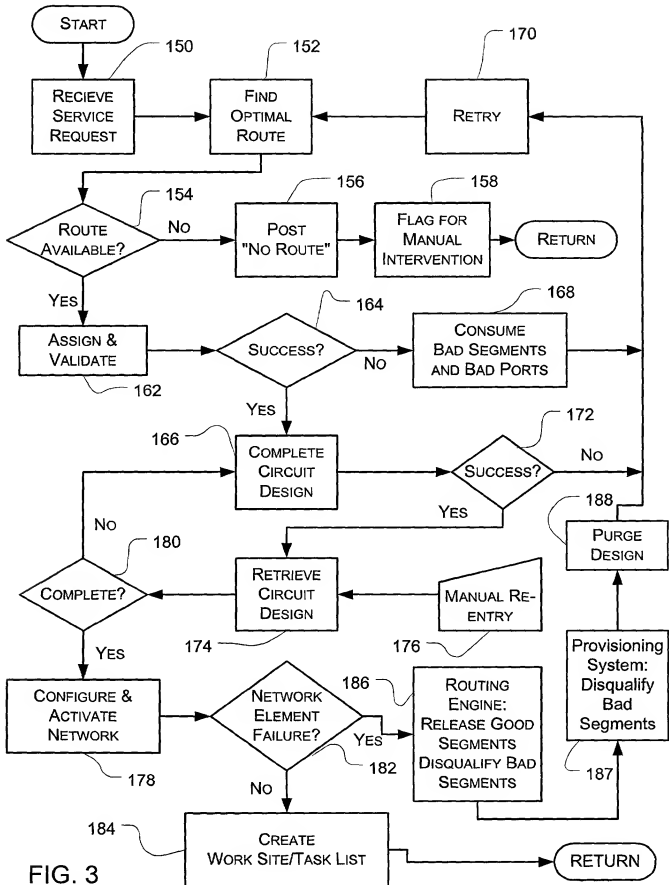 START
150
152
170
RECIEVE
SERVICE
REQUEST
FIND
OPTIMAL
ROUTE
RETRY
154
156
158
ROUTE
AVAILABLE?
NO
POST
"NO ROUTE"
FLAG FOR
MANUAL
INTERVENTION
RETURN
YES
164
168
ASSIGN &
VALIDATE
162
SUCCESS?
NO
CONSUME
BAD SEGMENTS
AND BAD PORTS
YES
166
172
COMPLETE
CIRCUIT
DESIGN
SUCCESS?
NO
YES
188
NO
180
PURGE
DESIGN
COMPLETE?
RETRIEVE
CIRCUIT
DESIGN
174
MANUAL RE-
ENTRY
176
YES
Provisioning
System:
Disqualify
Bad
Segments
187
CONFIGURE &
ACTIVATE
NETWORK
178
NETWORK
ELEMENT
FAILURE?
182
YES
186
ROUTING
ENGINE:
RELEASE GOOD
SEGMENTS
DISQUALIFY BAD
SEGMENTS
NO
184
CREATE
WORK SITE/TASK LIST
RETURN
FIG. 3